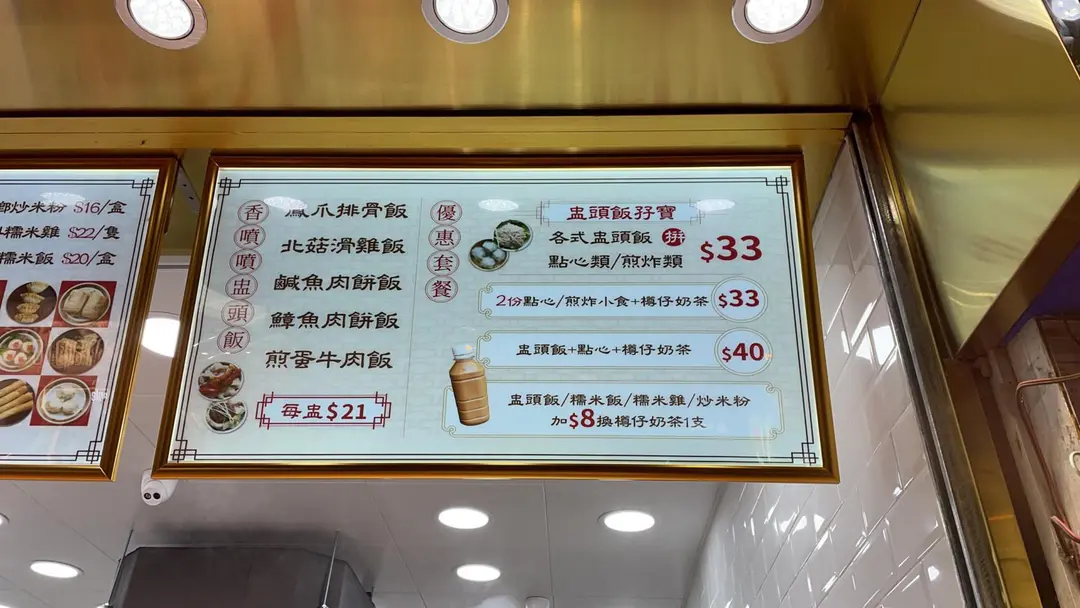 炒米粉 $16/盒
糯米雞 $22/隻
糯米飯 $20/盒
香噴噴盅頭飯
鳳爪排骨飯
北菇滑雞飯
鹹魚肉餅飯
鱆魚肉餅飯
煎蛋牛肉飯
每盅$21
優惠套餐
盅頭飯孖寶
各式盅頭飯 拼
點心類/煎炸類
$33
2份點心/煎炸小食+樽仔奶茶 $33
盅頭飯+點心+樽仔奶茶 $40
盅頭飯/糯米飯/糯米雞/炒米粉
加$8換樽仔奶茶1支